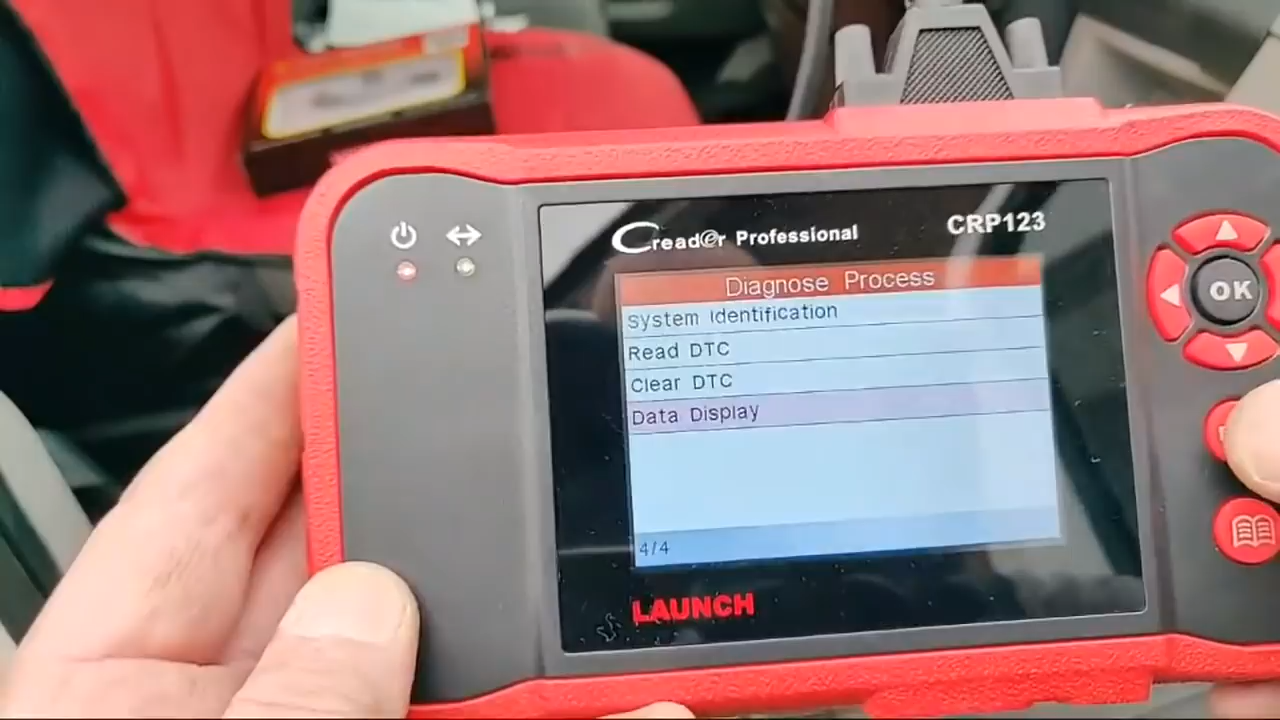 Creader Professional
CRP123
Diagnose Process
System Identification
Read DTC
Clear DTC
Data Display
4/4
LAUNCH
OK